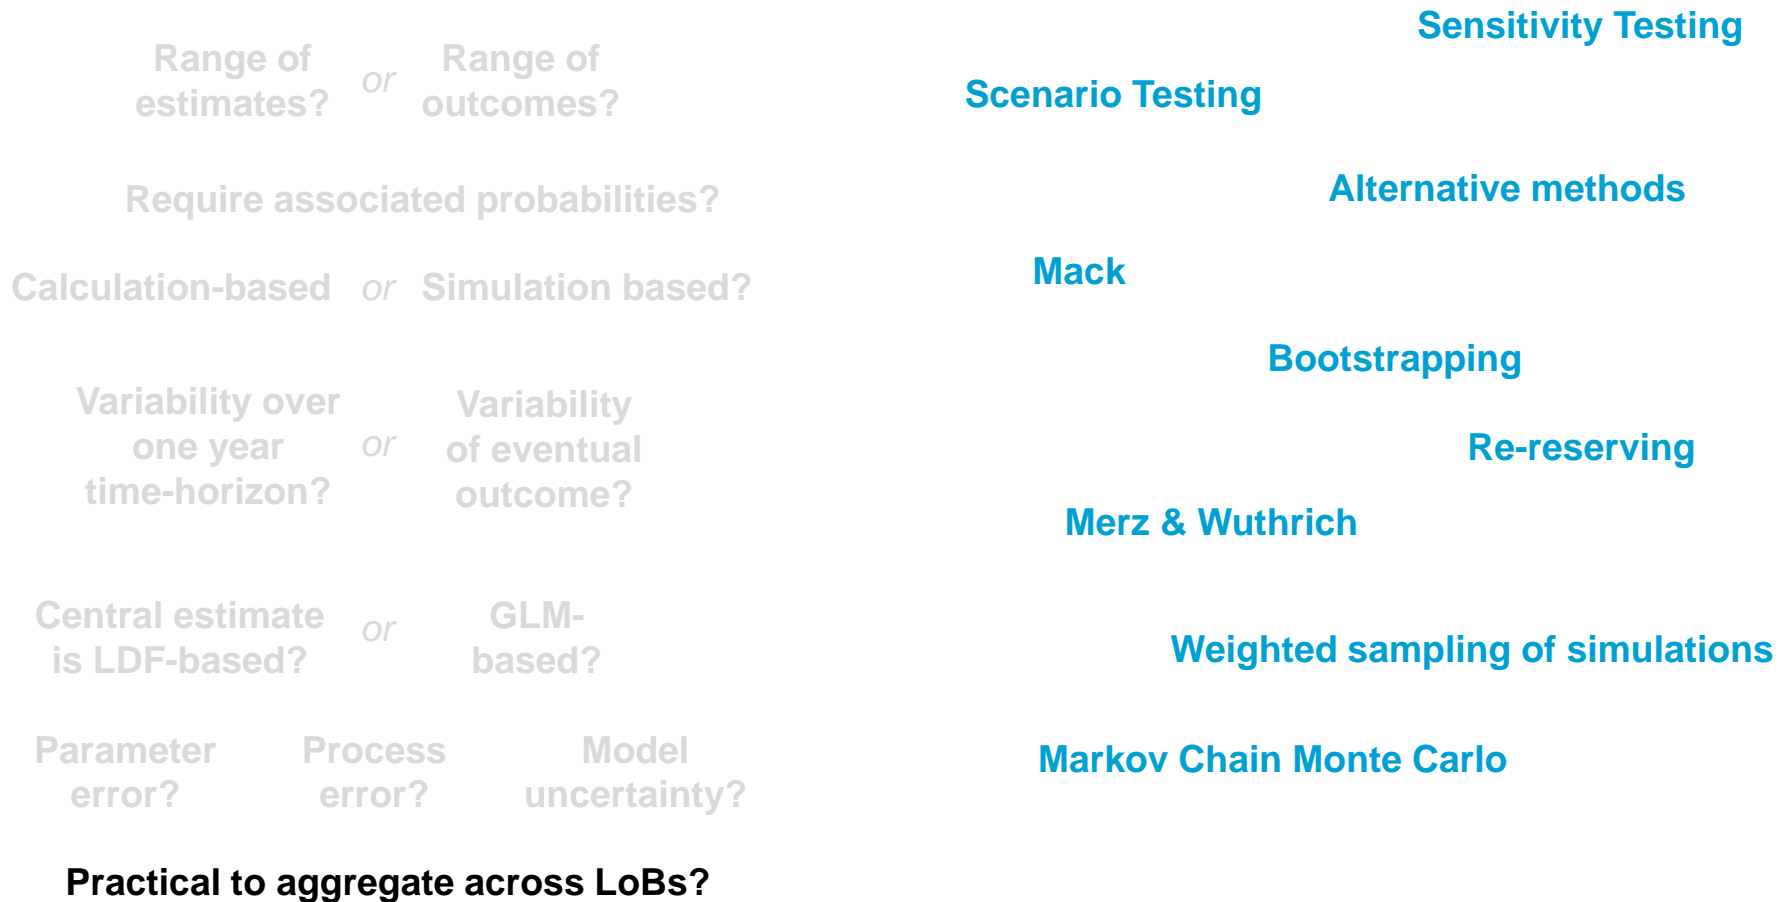 Range of
estimates?
or
Range of
outcomes?
Require associated probabilities?
Calculation-based or Simulation based?
Variability over
one year
time-horizon?
or
Variability
of eventual
outcome?
Central estimate
is LDF-based?
or
GLM-
based?
Parameter
error?
Process
error?
Model
uncertainty?
Practical to aggregate across LoBs?
Sensitivity Testing
Scenario Testing
Alternative methods
Mack
Bootstrapping
Re-reserving
Merz & Wuthrich
Weighted sampling of simulations
Markov Chain Monte Carlo